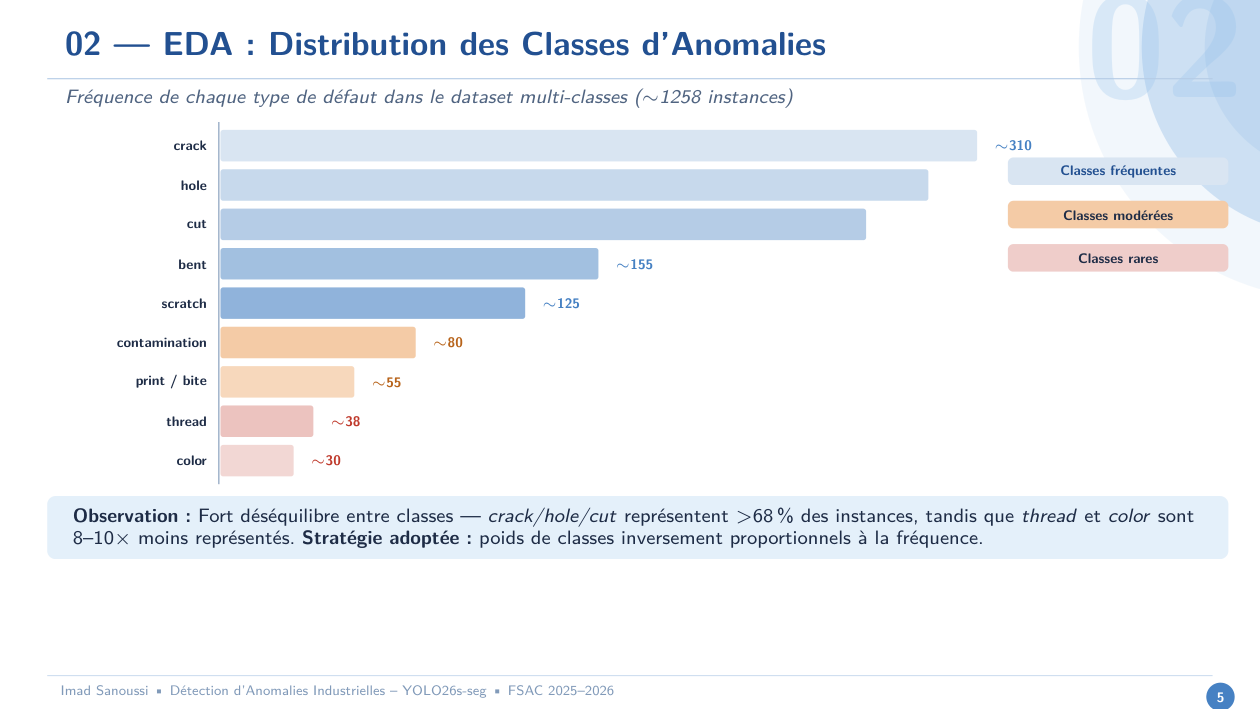 02
02 — EDA : Distribution des Classes d'Anomalies
Fréquence de chaque type de défaut dans le dataset multi-classes (∼1258 instances)
crack ∼310
hole
cut
bent ∼155
scratch ∼125
contamination ∼80
print / bite ∼55
thread ∼38
color ∼30
Classes fréquentes
Classes modérées
Classes rares
Observation : Fort déséquilibre entre classes — crack/hole/cut représentent >68 % des instances, tandis que thread et color sont
8–10× moins représentés. Stratégie adoptée : poids de classes inversement proportionnels à la fréquence.
Imad Sanoussi ▪ Détection d'Anomalies Industrielles – YOLO26s-seg ▪ FSAC 2025–2026
5